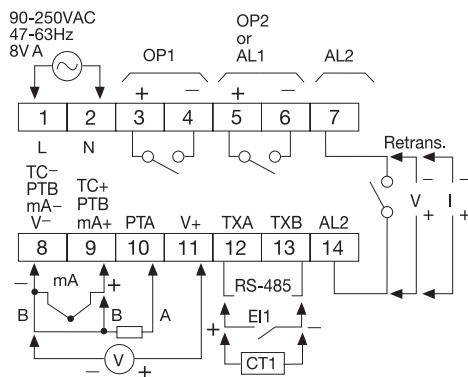 90-250VAC
47-63Hz
8VA
OP1
OP2
or
AL1
AL2
+ − + −
1 2 3 4 5 6 7
L N
Retrans.
TC− TC+
PTB PTB
mA− mA+
V− PTA V+ TXA TXB AL2
− −
V I
+ +
8 9 10 11 12 13 14
− mA +
RS-485
B B A
+ EI1 −
− V +
CT1